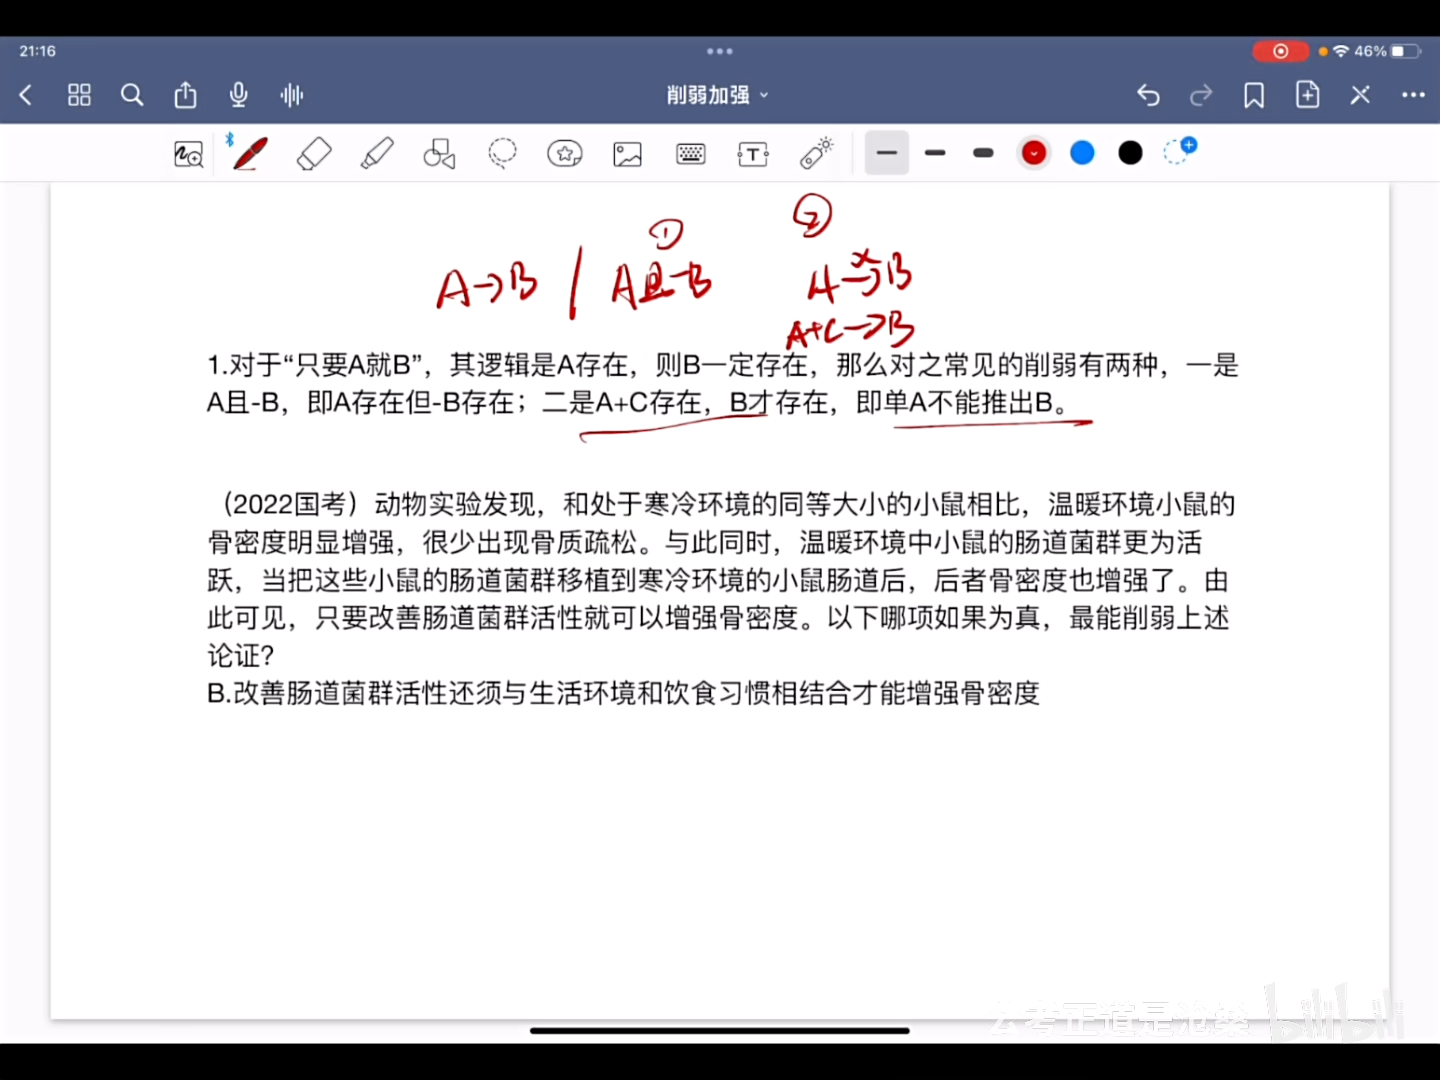 21:16
46%
削弱加强
① ②
A→B / A且-B A→B
A+C→B
1.对于“只要A就B”，其逻辑是A存在，则B一定存在，那么对之常见的削弱有两种，一是
A且-B，即A存在但-B存在；二是A+C存在，B才存在，即单A不能推出B。
（2022国考）动物实验发现，和处于寒冷环境的同等大小的小鼠相比，温暖环境小鼠的
骨密度明显增强，很少出现骨质疏松。与此同时，温暖环境中小鼠的肠道菌群更为活
跃，当把这些小鼠的肠道菌群移植到寒冷环境的小鼠肠道后，后者骨密度也增强了。由
此可见，只要改善肠道菌群活性就可以增强骨密度。以下哪项如果为真，最能削弱上述
论证？
B.改善肠道菌群活性还须与生活环境和饮食习惯相结合才能增强骨密度
公考正道是沧桑 bilibili